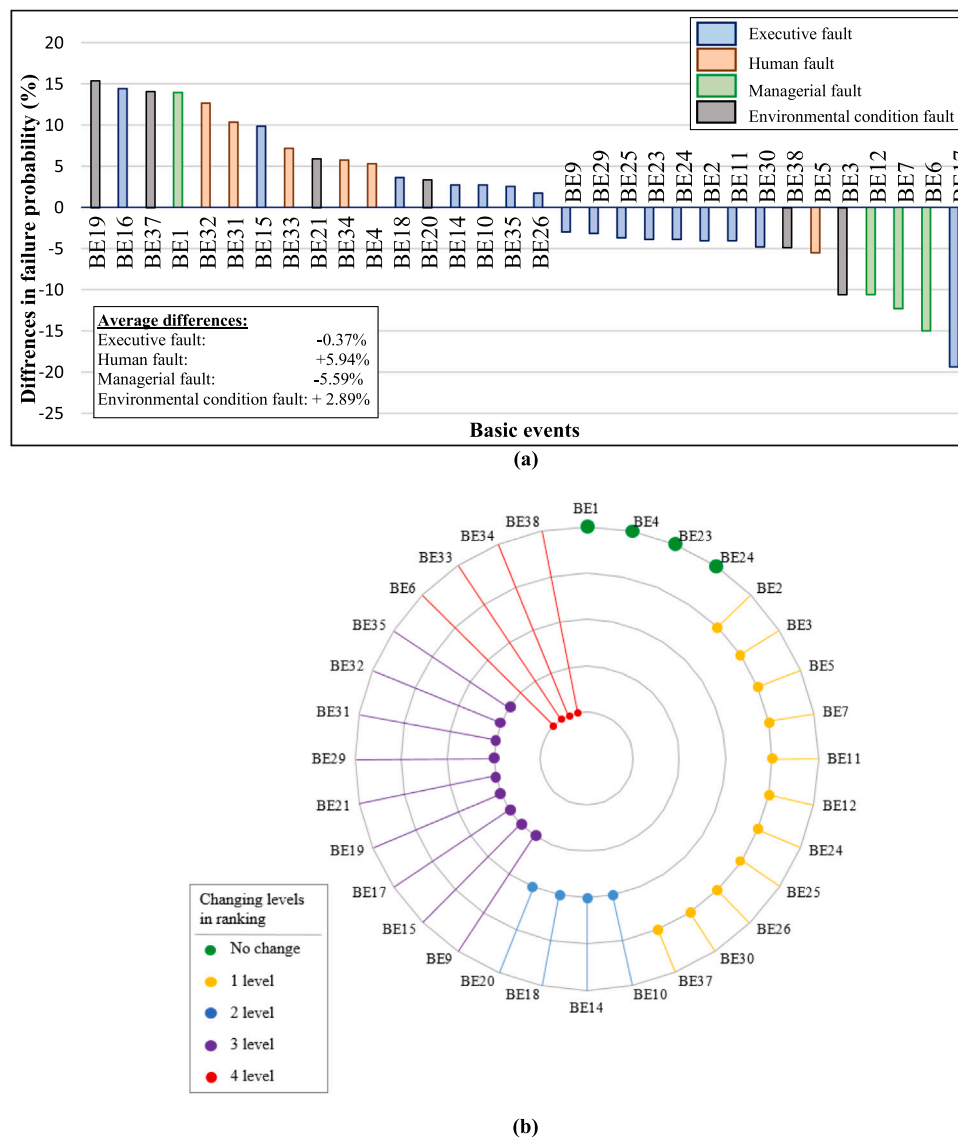 Executive fault
Human fault
Managerial fault
Environmental condition fault
Diffrences in failure probability (%)
20
15
10
5
0
-5
-10
-15
-20
-25
BE19
BE16
BE37
BE1
BE32
BE31
BE15
BE33
BE21
BE34
BE4
BE18
BE20
BE14
BE10
BE35
BE26
BE9
BE29
BE25
BE23
BE24
BE2
BE11
BE30
BE38
BE5
BE3
BE12
BE7
BE6
BE17
Average differences:
Executive fault: -0.37%
Human fault: +5.94%
Managerial fault: -5.59%
Environmental condition fault: + 2.89%
Basic events
(a)
BE1
BE4
BE23
BE24
BE2
BE3
BE5
BE7
BE11
BE12
BE24
BE25
BE26
BE30
BE37
BE10
BE14
BE18
BE20
BE9
BE15
BE17
BE19
BE21
BE29
BE31
BE32
BE35
BE6
BE33
BE34
BE38
Changing levels
in ranking
No change
1 level
2 level
3 level
4 level
(b)